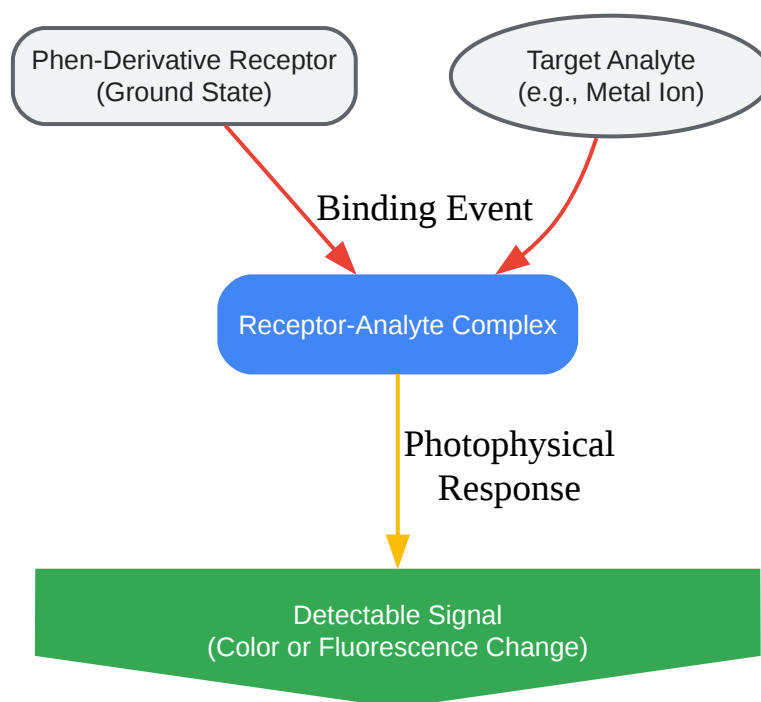 Phen-Derivative Receptor
(Ground State)
Target Analyte
(e.g., Metal Ion)
Binding Event
Receptor-Analyte Complex
Photophysical
Response
Detectable Signal
(Color or Fluorescence Change)